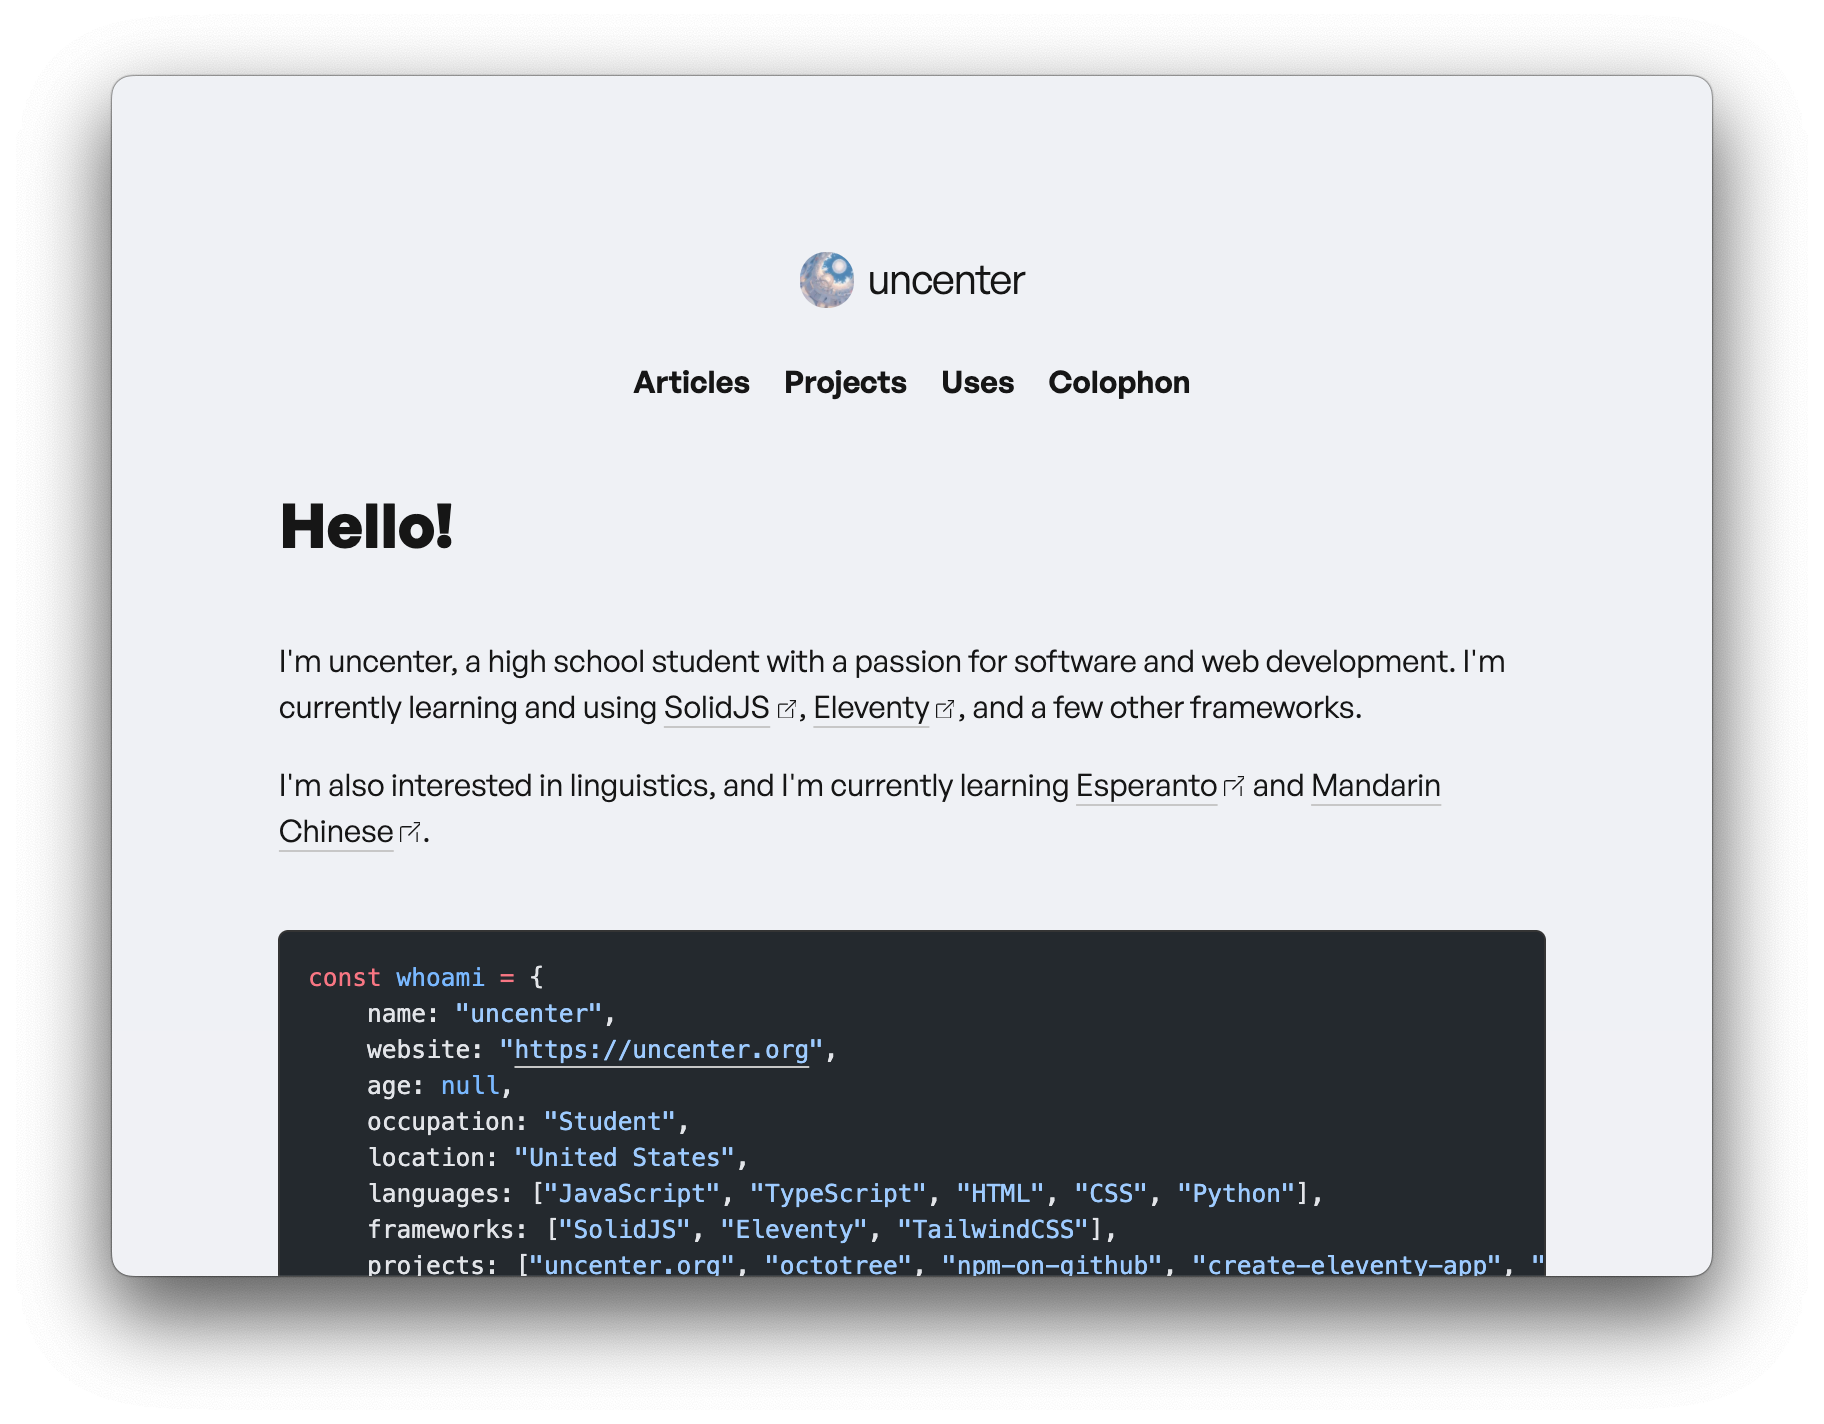 uncenter
Articles Projects Uses Colophon
Hello!
I'm uncenter, a high school student with a passion for software and web development. I'm
currently learning and using SolidJS, Eleventy, and a few other frameworks.
I'm also interested in linguistics, and I'm currently learning Esperanto and Mandarin
Chinese.
const whoami = {
    name: "uncenter",
    website: "https://uncenter.org",
    age: null,
    occupation: "Student",
    location: "United States",
    languages: ["JavaScript", "TypeScript", "HTML", "CSS", "Python"],
    frameworks: ["SolidJS", "Eleventy", "TailwindCSS"],
    projects: ["uncenter.org", "octotree", "npm-on-github", "create-eleventy-app", "